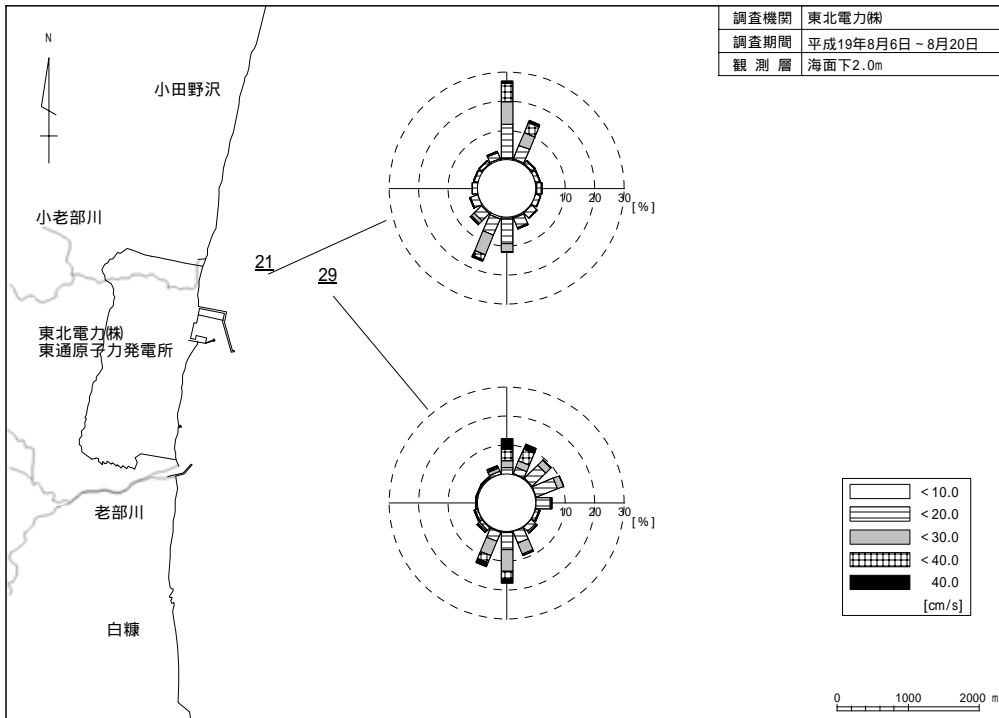 調査機関 東北電力㈱
調査期間 平成19年8月6日～8月20日
観測層 海面下2.0m
N
小田野沢
10 20 30
[%]
小老部川
21
29
東北電力㈱
東通原子力発電所
10 20 30
[%]
老部川
白糠
<10.0
<20.0
<30.0
<40.0
40.0
[cm/s]
0 1000 2000 m